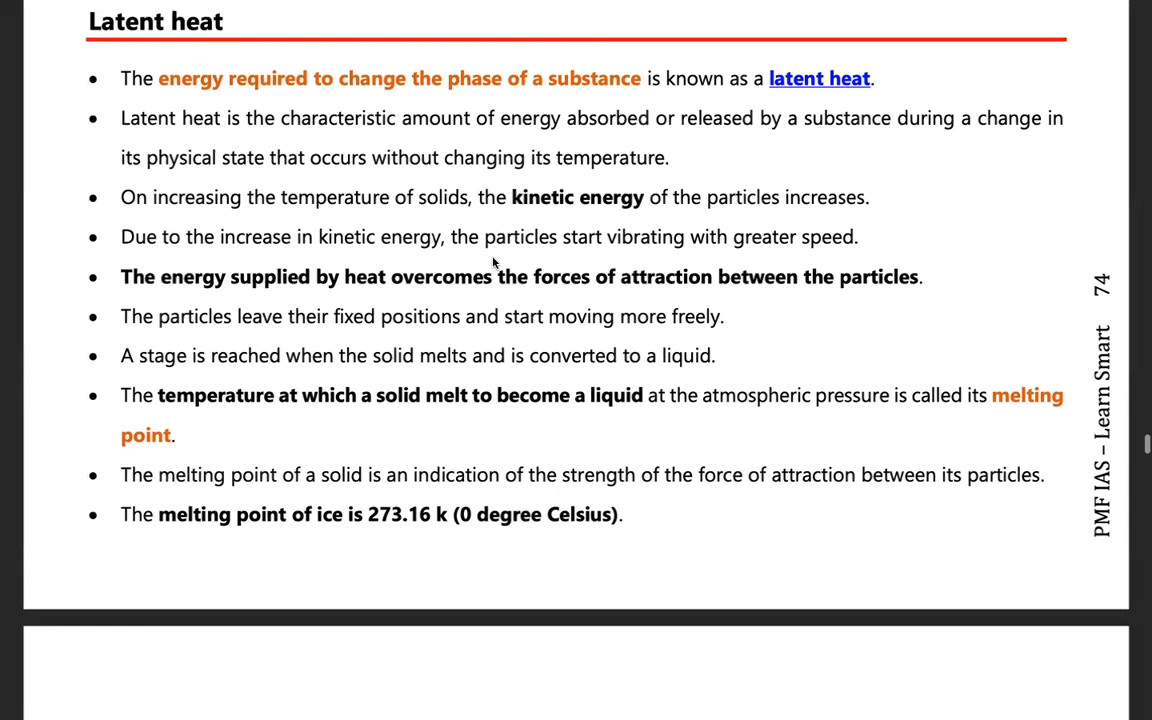 Latent heat
• The energy required to change the phase of a substance is known as a latent heat.
• Latent heat is the characteristic amount of energy absorbed or released by a substance during a change in
its physical state that occurs without changing its temperature.
• On increasing the temperature of solids, the kinetic energy of the particles increases.
• Due to the increase in kinetic energy, the particles start vibrating with greater speed.
• The energy supplied by heat overcomes the forces of attraction between the particles.
• The particles leave their fixed positions and start moving more freely.
• A stage is reached when the solid melts and is converted to a liquid.
• The temperature at which a solid melt to become a liquid at the atmospheric pressure is called its melting
point.
• The melting point of a solid is an indication of the strength of the force of attraction between its particles.
• The melting point of ice is 273.16 k (0 degree Celsius).
PMF IAS – Learn Smart 74